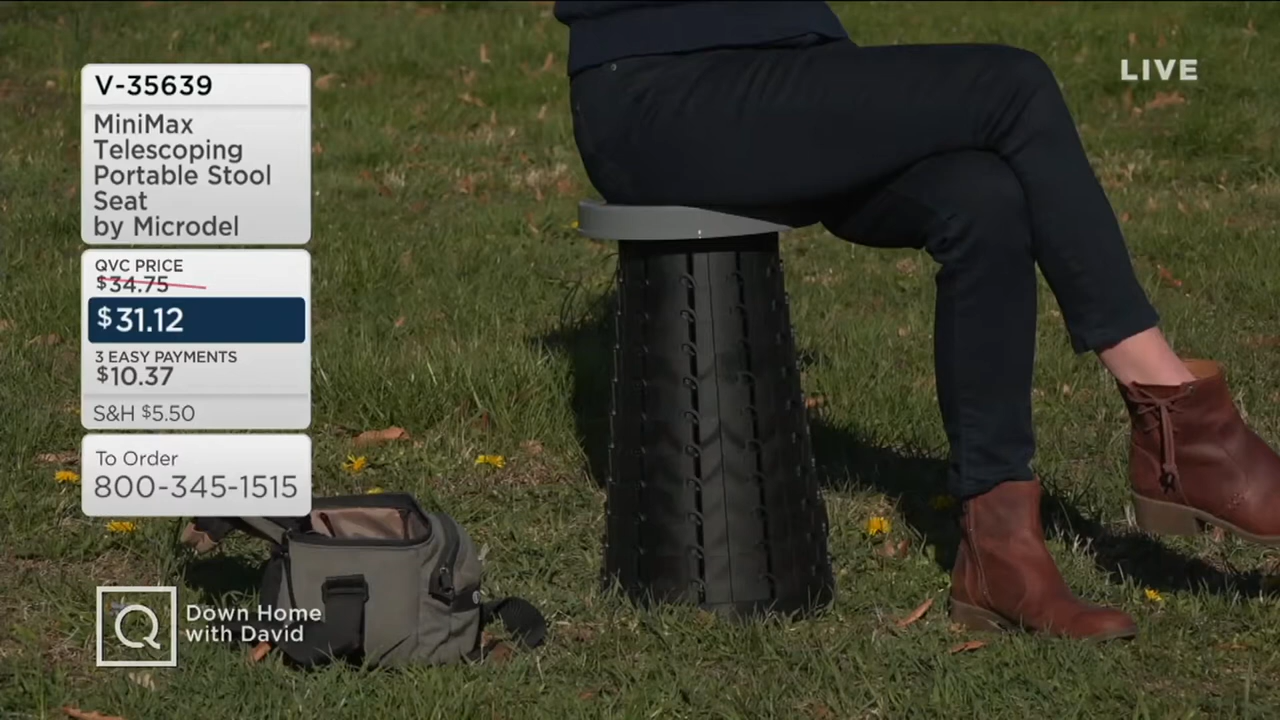 V-35639
MiniMax
Telescoping
Portable Stool
Seat
by Microdel
QVC PRICE
$34.75
$31.12
3 EASY PAYMENTS
$10.37
S&H $5.50
To Order
800-345-1515
Q
Down Home
with David
LIVE